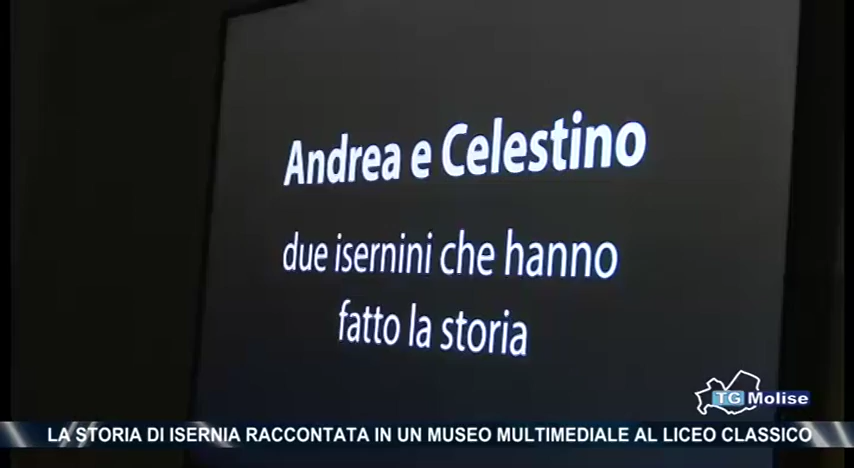 Andrea e Celestino
due isernini che hanno
fatto la storia
TG Molise
LA STORIA DI ISERNIA RACCONTATA IN UN MUSEO MULTIMEDIALE AL LICEO CLASSICO